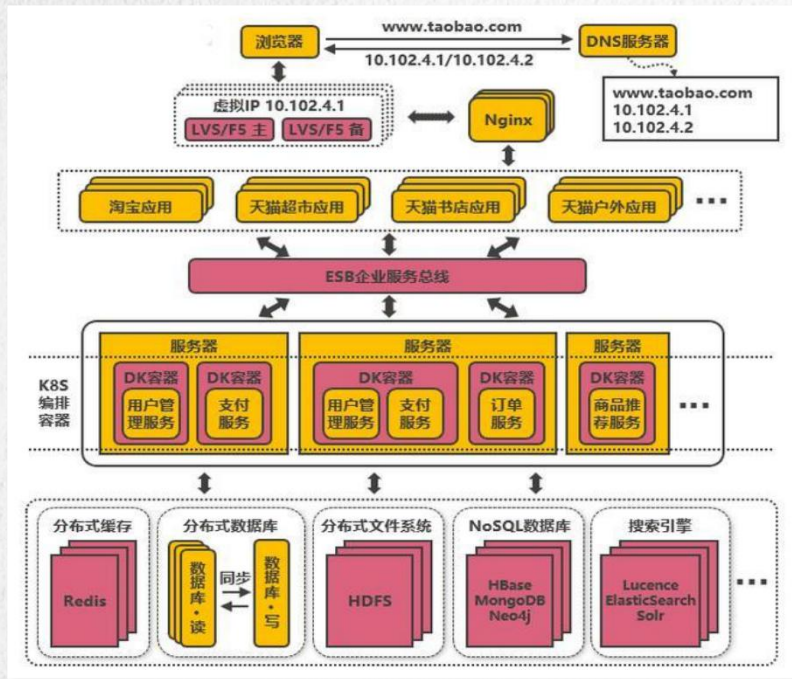 www.taobao.com
浏览器
DNS服务器
10.102.4.1/10.102.4.2
www.taobao.com
10.102.4.1
10.102.4.2
虚拟IP 10.102.4.1
LVS/F5 主
LVS/F5 备
Nginx
淘宝应用
天猫超市应用
天猫书店应用
天猫户外应用
ESB企业服务总线
K8S
编排
容器
服务器
DK容器
用户管
理服务
DK容器
支付
服务
服务器
DK容器
用户管
理服务
支付
服务
DK容器
订单
服务
服务器
DK容器
商品推
荐服务
分布式缓存
Redis
分布式数据库
数据库·读
同步
数据库·写
分布式文件系统
HDFS
NoSQL数据库
HBase
MongoDB
Neo4j
搜索引擎
Lucence
ElasticSearch
Solr